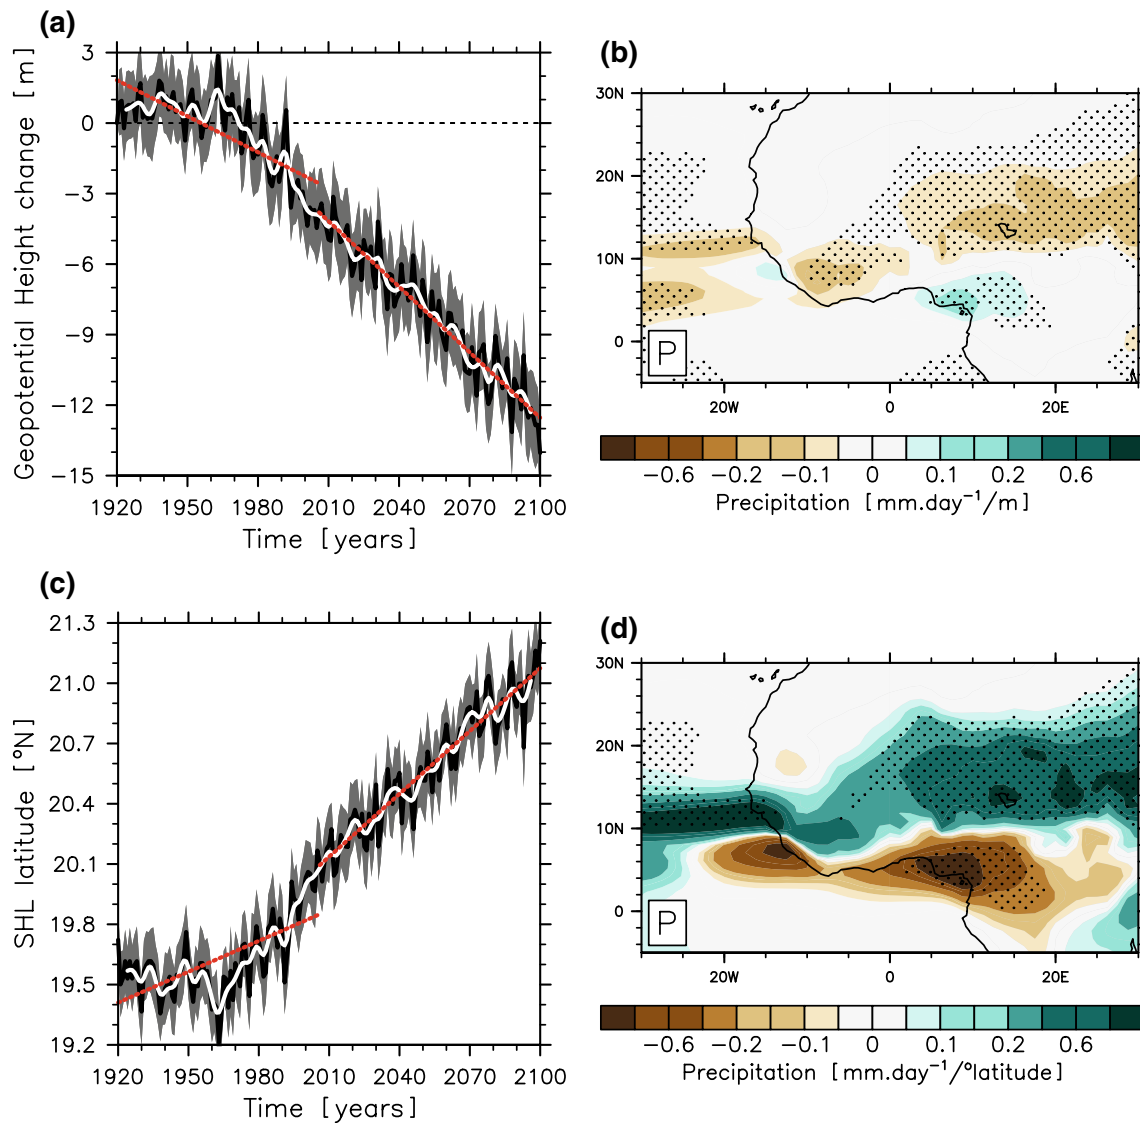 (a)
Geopotential Height change [m]
3
0
−3
−6
−9
−12
−15
1920 1950 1980 2010 2040 2070 2100
Time [years]
(b)
30N
20N
10N
0
P
20W 0 20E
−0.6 −0.2 −0.1 0 0.1 0.2 0.6
Precipitation [mm.day⁻¹/m]
(c)
SHL latitude [°N]
21.3
21.0
20.7
20.4
20.1
19.8
19.5
19.2
1920 1950 1980 2010 2040 2070 2100
Time [years]
(d)
30N
20N
10N
0
P
20W 0 20E
−0.6 −0.2 −0.1 0 0.1 0.2 0.6
Precipitation [mm.day⁻¹/°latitude]